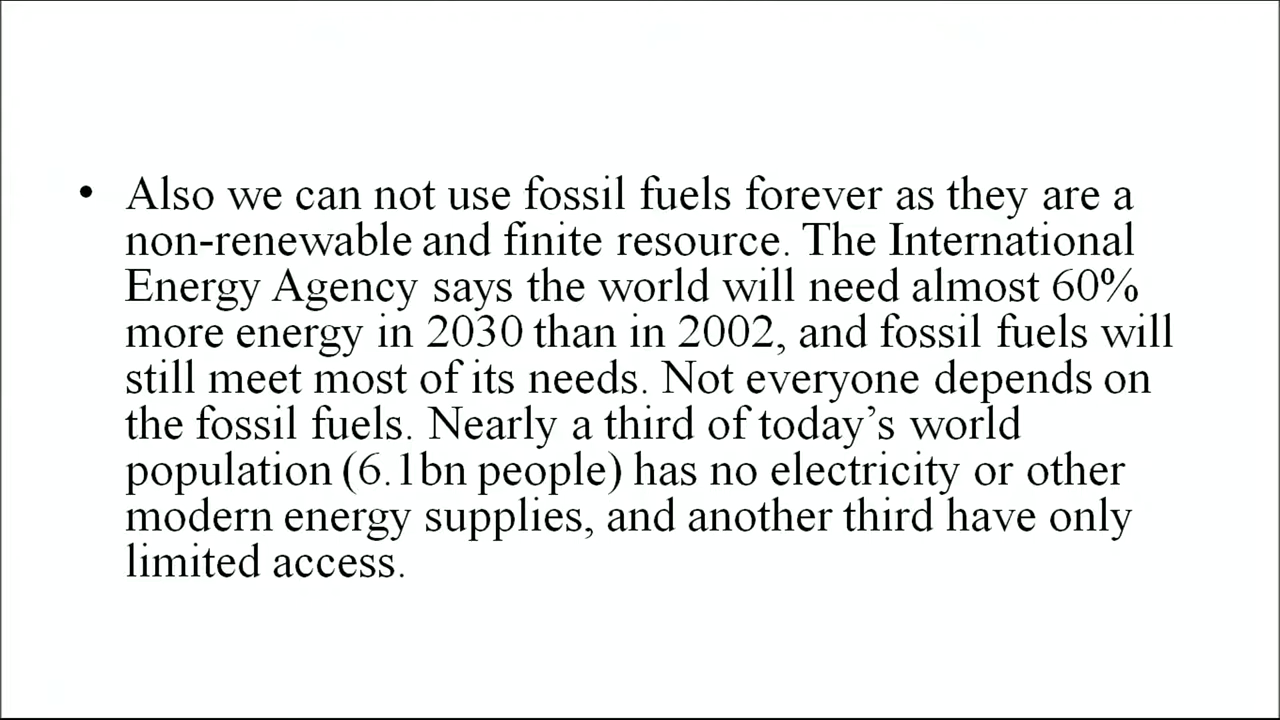 • Also we can not use fossil fuels forever as they are a
non-renewable and finite resource. The International
Energy Agency says the world will need almost 60%
more energy in 2030 than in 2002, and fossil fuels will
still meet most of its needs. Not everyone depends on
the fossil fuels. Nearly a third of today’s world
population (6.1bn people) has no electricity or other
modern energy supplies, and another third have only
limited access.